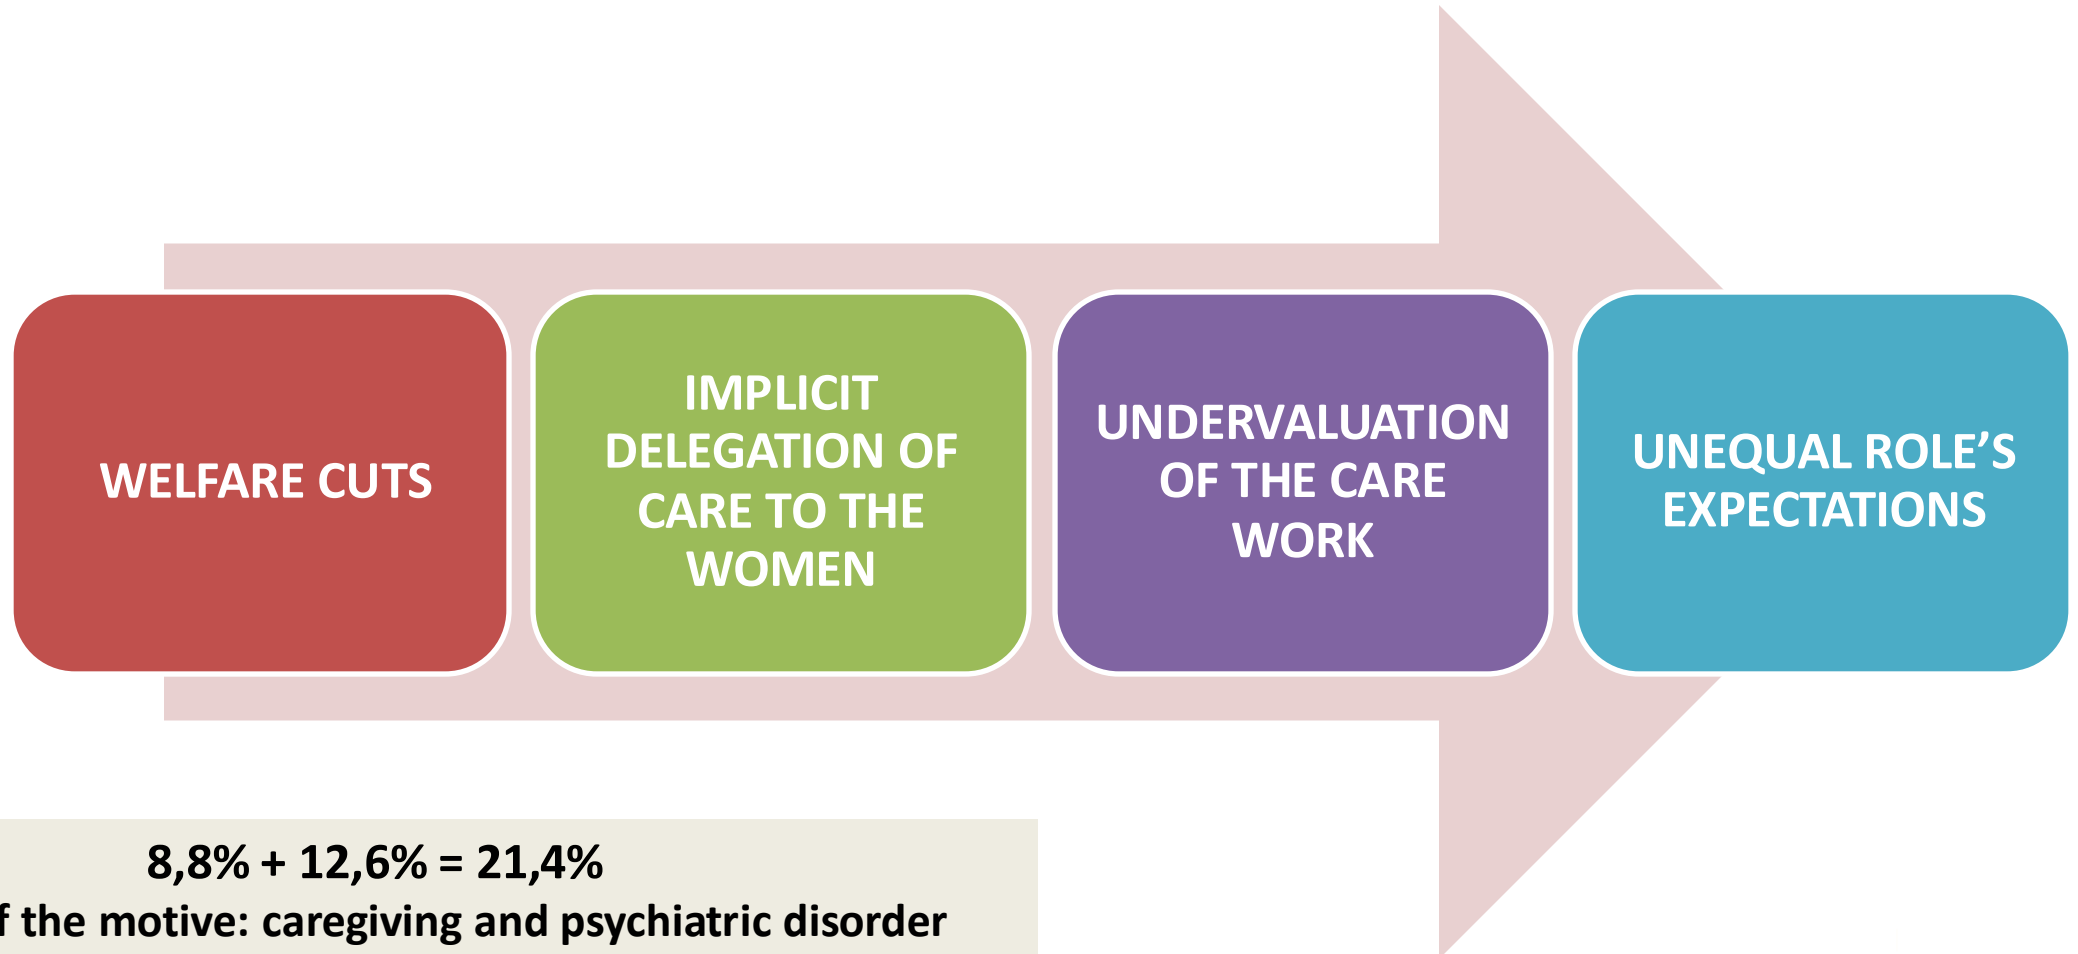 WELFARE CUTS
IMPLICIT
DELEGATION OF
CARE TO THE
WOMEN
UNDERVALUATION
OF THE CARE
WORK
UNEQUAL ROLE’S
EXPECTATIONS
8,8% + 12,6% = 21,4%
the motive: caregiving and psychiatric disorder